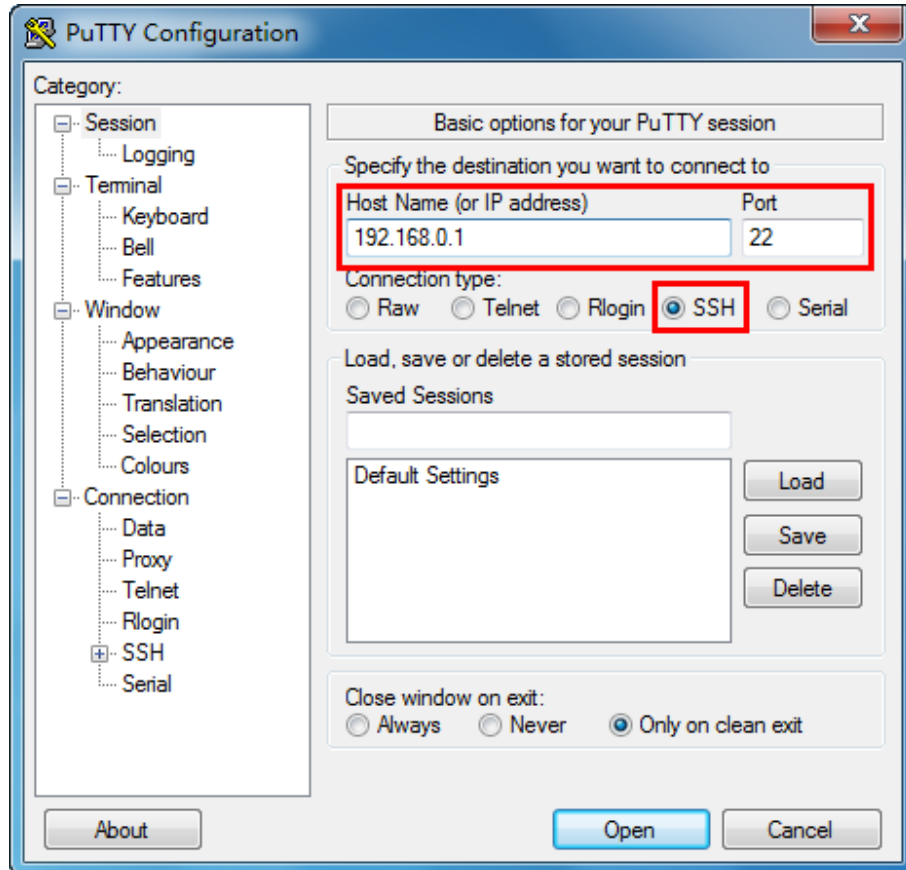 PuTTY Configuration
Category:
Session
Logging
Terminal
Keyboard
Bell
Features
Window
Appearance
Behaviour
Translation
Selection
Colours
Connection
Data
Proxy
Telnet
Rlogin
SSH
Serial
Basic options for your PuTTY session
Specify the destination you want to connect to
Host Name (or IP address) Port
192.168.0.1 22
Connection type:
Raw Telnet Rlogin SSH Serial
Load, save or delete a stored session
Saved Sessions
Default Settings
Load
Save
Delete
Close window on exit:
Always Never Only on clean exit
About Open Cancel